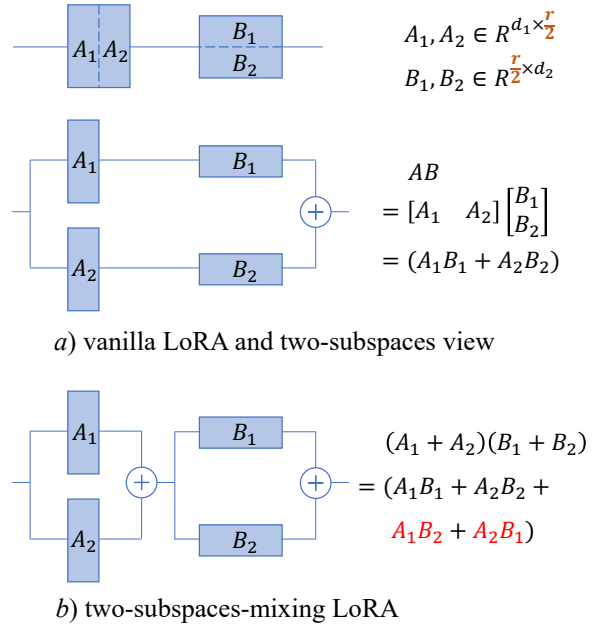 A₁ A₂ B₁ B₂
A₁, A₂ ∈ R^{d₁×r/2}
B₁, B₂ ∈ R^{r/2×d₂}
A₁ B₁
A₂ B₂
+
AB
= [A₁ A₂] [B₁ B₂]
= (A₁B₁ + A₂B₂)
a) vanilla LoRA and two-subspaces view
A₁ B₁
+ +
A₂ B₂
(A₁ + A₂)(B₁ + B₂)
= (A₁B₁ + A₂B₂ +
A₁B₂ + A₂B₁)
b) two-subspaces-mixing LoRA